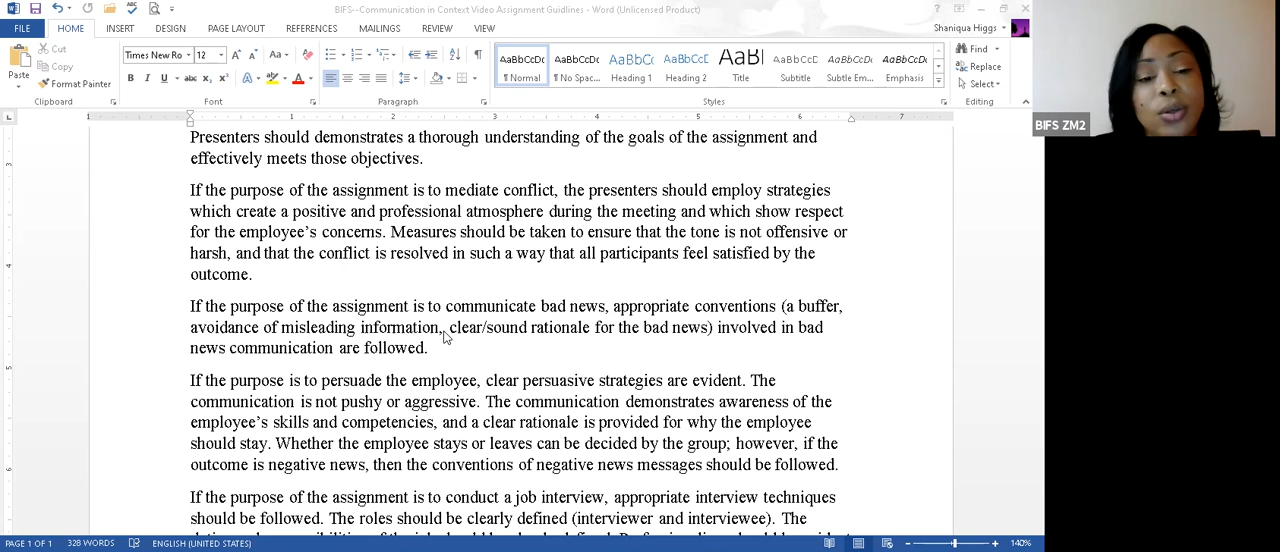 BIFS--Communication in Context Video Assignment Guidlines - Word (Unlicensed Product)
FILE HOME INSERT DESIGN PAGE LAYOUT REFERENCES MAILINGS REVIEW VIEW Shaniqua Higgs
Paste
Cut
Copy
Format Painter
Clipboard
Times New Ro 12
Font
Paragraph
AaBbCcDc AaBbCcDc AaBbCc AaBbCcD AaBI AaBbCcD AaBbCcDc AaBbCcDc
¶ Normal ¶ No Spac... Heading 1 Heading 2 Title Subtitle Subtle Em... Emphasis
Styles
Find
Replace
Select
Editing
BIFS ZM2
1 1 2 3 4 5 6 7
3
4
5
6
Presenters should demonstrates a thorough understanding of the goals of the assignment and
effectively meets those objectives.
If the purpose of the assignment is to mediate conflict, the presenters should employ strategies
which create a positive and professional atmosphere during the meeting and which show respect
for the employee’s concerns. Measures should be taken to ensure that the tone is not offensive or
harsh, and that the conflict is resolved in such a way that all participants feel satisfied by the
outcome.
If the purpose of the assignment is to communicate bad news, appropriate conventions (a buffer,
avoidance of misleading information, clear/sound rationale for the bad news) involved in bad
news communication are followed.
If the purpose is to persuade the employee, clear persuasive strategies are evident. The
communication is not pushy or aggressive. The communication demonstrates awareness of the
employee’s skills and competencies, and a clear rationale is provided for why the employee
should stay. Whether the employee stays or leaves can be decided by the group; however, if the
outcome is negative news, then the conventions of negative news messages should be followed.
If the purpose of the assignment is to conduct a job interview, appropriate interview techniques
should be followed. The roles should be clearly defined (interviewer and interviewee). The
PAGE 1 OF 1 328 WORDS ENGLISH (UNITED STATES) 140%